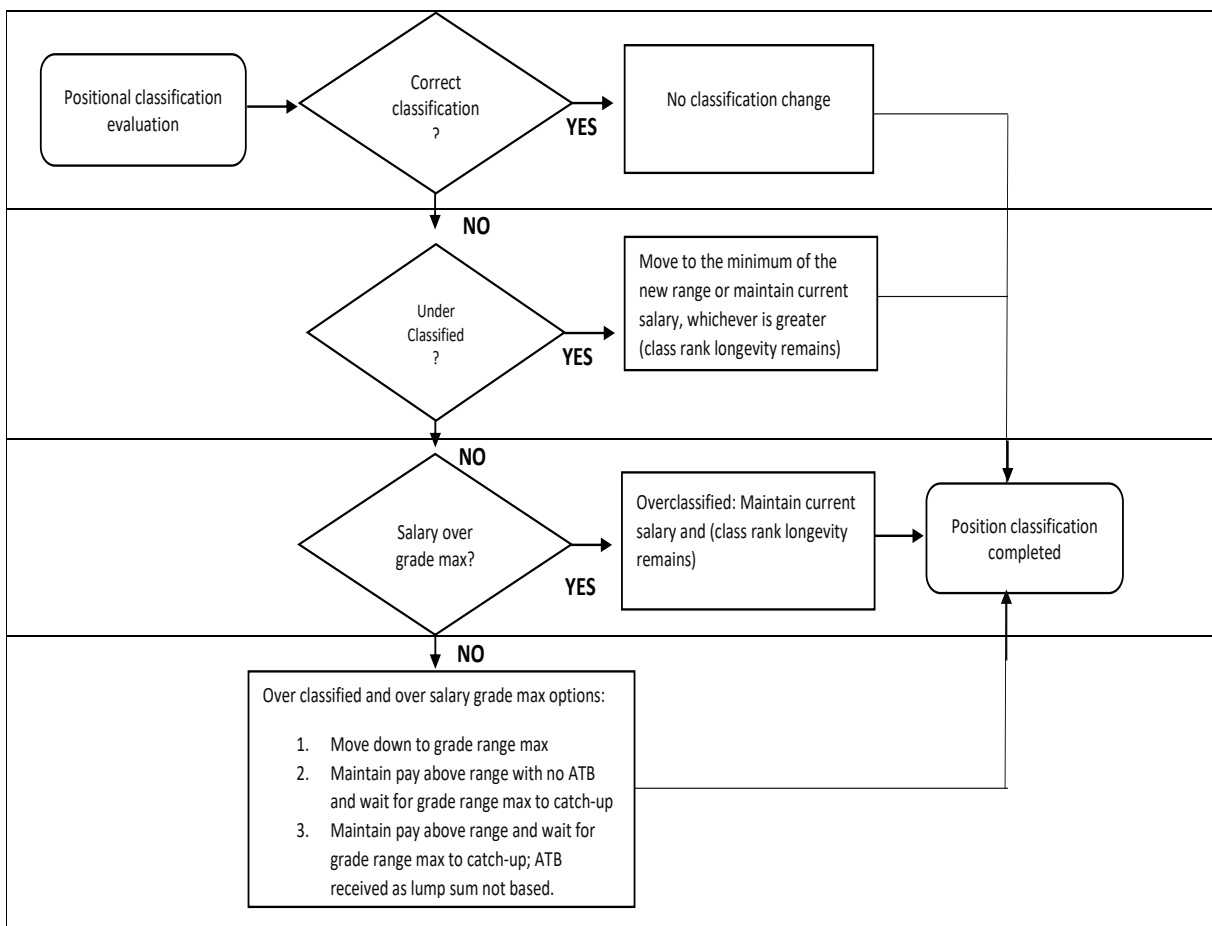 Positional classification
evaluation
Correct
classification
?
YES
No classification change
NO
Under
Classified
?
YES
Move to the minimum of the
new range or maintain current
salary, whichever is greater
(class rank longevity remains)
NO
Salary over
grade max?
YES
Overclassified: Maintain current
salary and (class rank longevity
remains)
Position classification
completed
NO
Over classified and over salary grade max options:
1. Move down to grade range max
2. Maintain pay above range with no ATB
and wait for grade range max to catch-up
3. Maintain pay above range and wait for
grade range max to catch-up; ATB
received as lump sum not based.